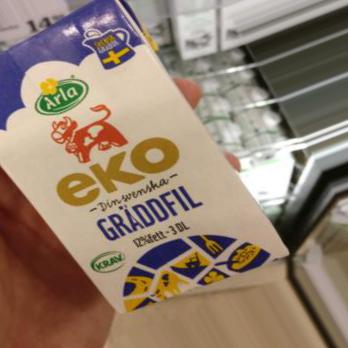 Arla
eko
- Din svenska -
GRÄDDFIL
12% fett - 3 DL
KRAV